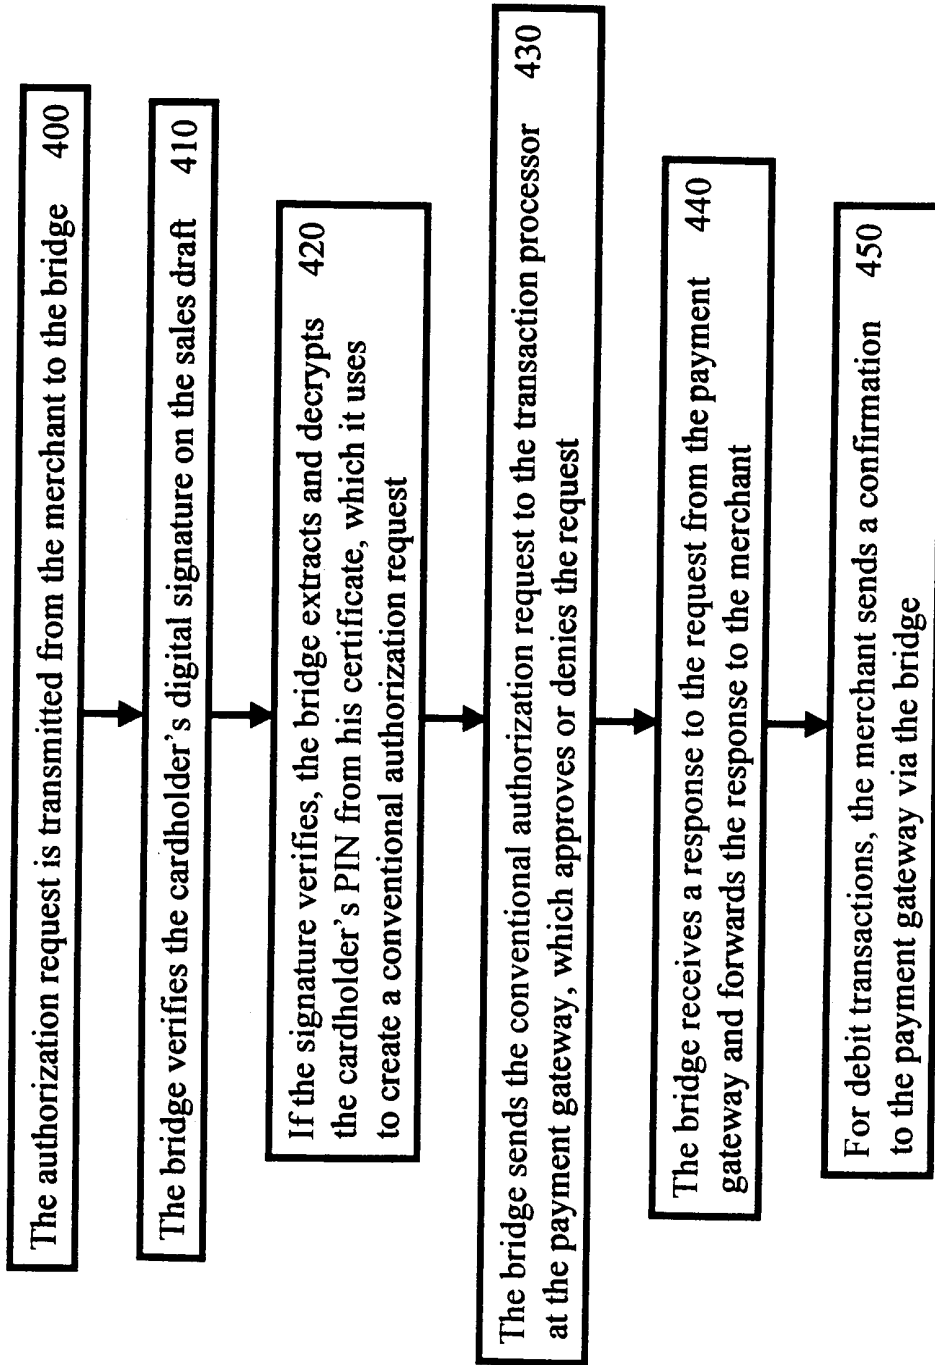 The authorization request is transmitted from the merchant to the bridge 400
The bridge verifies the cardholder's digital signature on the sales draft 410
If the signature verifies, the bridge extracts and decrypts 420
the cardholder's PIN from his certificate, which it uses
to create a conventional authorization request
The bridge sends the conventional authorization request to the transaction processor 430
at the payment gateway, which approves or denies the request
The bridge receives a response to the request from the payment 440
gateway and forwards the response to the merchant
For debit transactions, the merchant sends a confirmation 450
to the payment gateway via the bridge